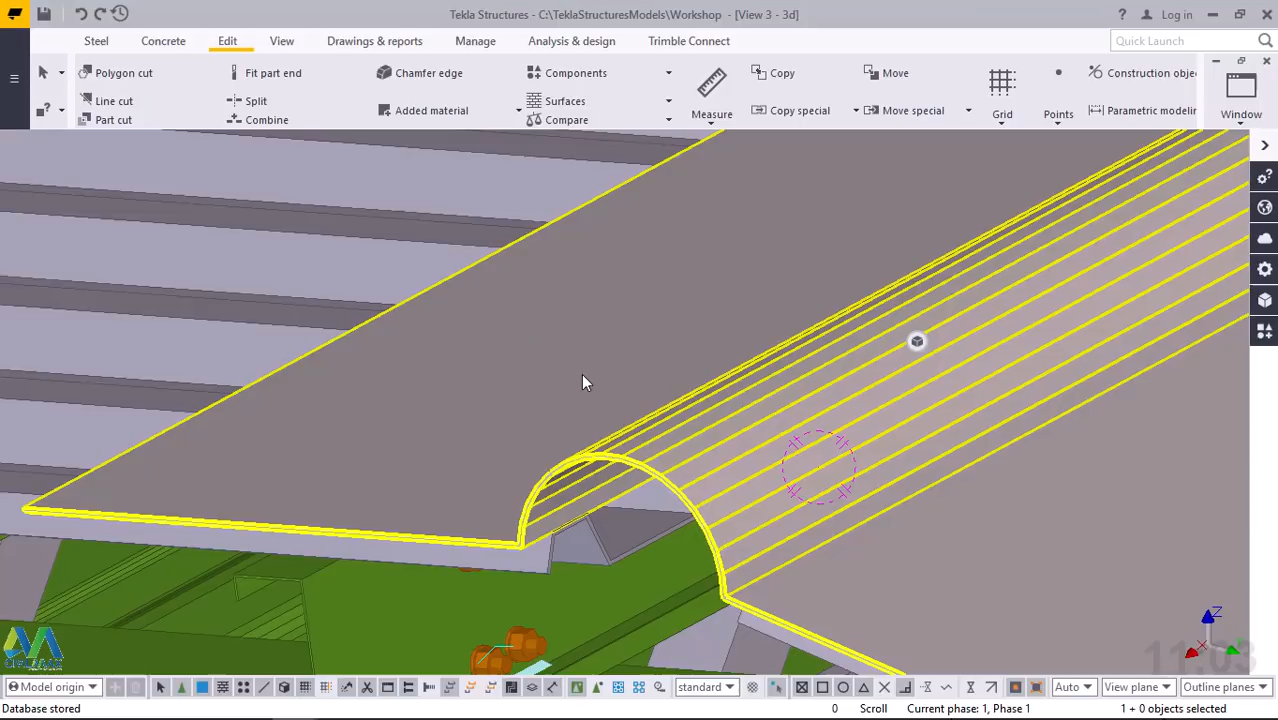 Tekla Structures - C:\TeklaStructuresModels\Workshop - [View 3 - 3d]
Log in
Steel
Concrete
Edit
View
Drawings & reports
Manage
Analysis & design
Trimble Connect
Quick Launch
Polygon cut
Fit part end
Chamfer edge
Components
Copy
Move
Construction obje
Line cut
Split
Surfaces
Part cut
Combine
Added material
Compare
Measure
Copy special
Move special
Grid
Points
Parametric modelin
Window
Z
11:03
Model origin
standard
Auto
View plane
Outline planes
Database stored
0
Scroll
Current phase: 1, Phase 1
1 + 0 objects selected